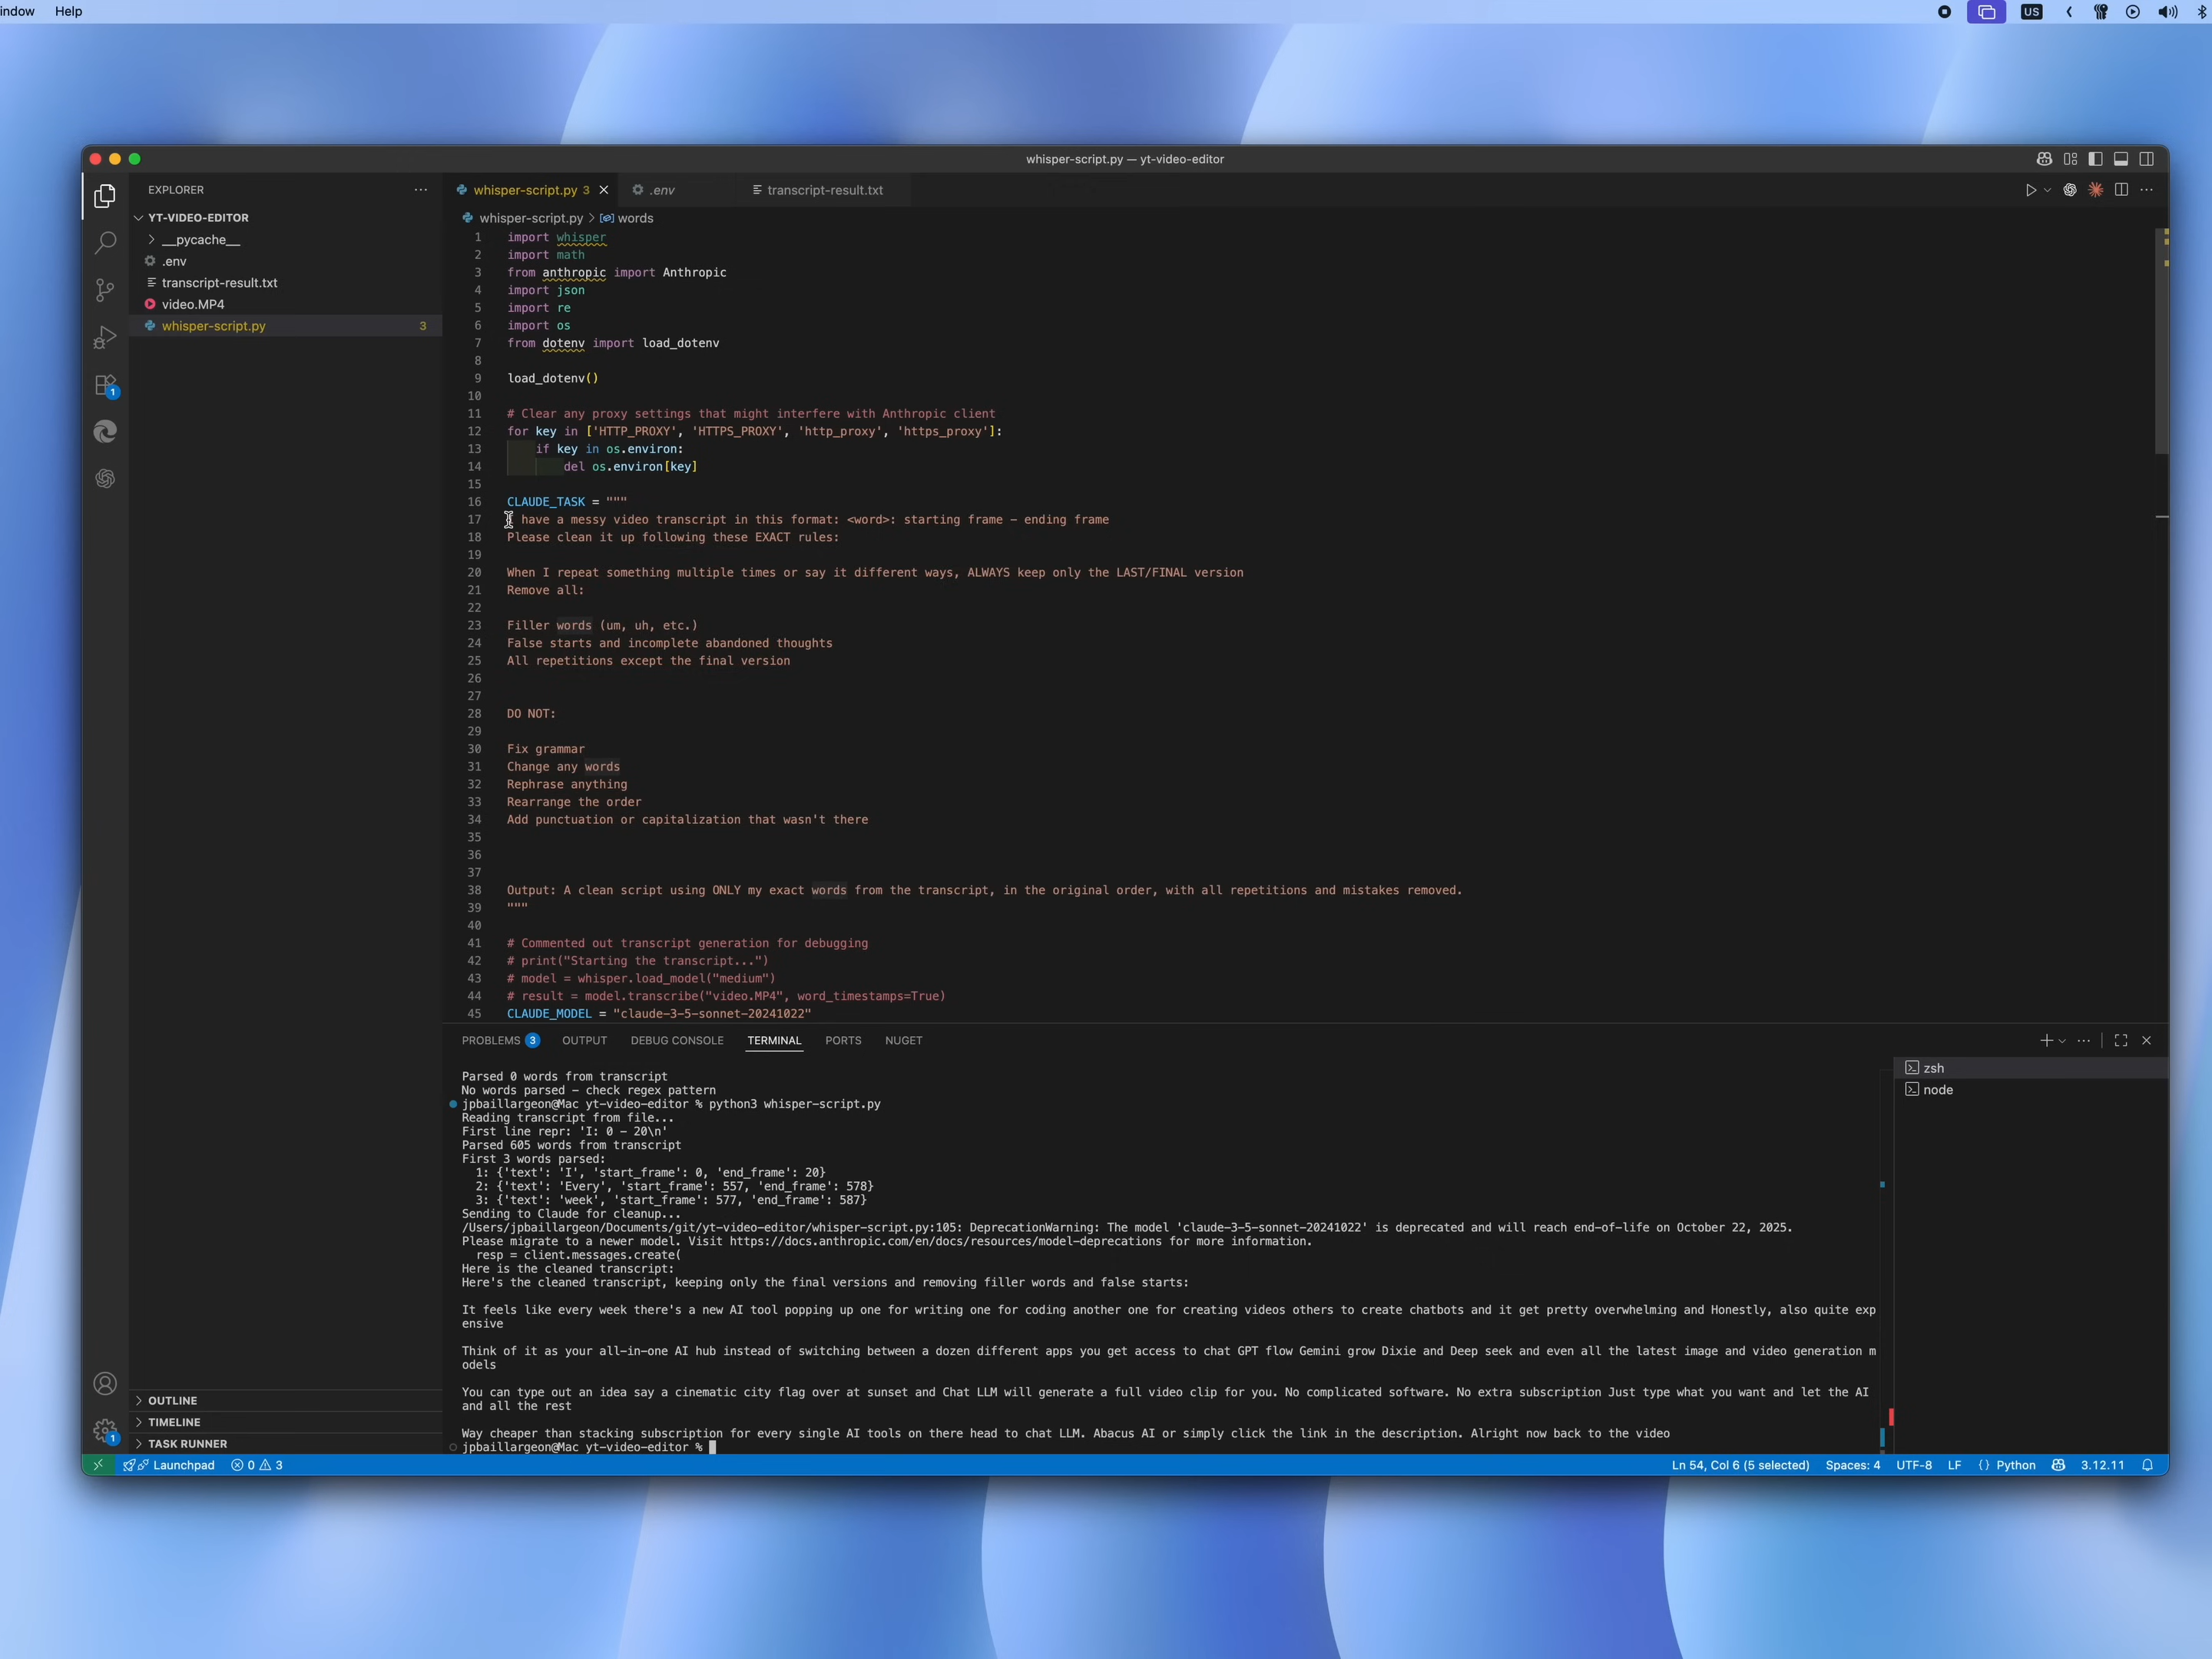 indow Help
US
whisper-script.py — yt-video-editor
EXPLORER
YT-VIDEO-EDITOR
__pycache__
.env
transcript-result.txt
video.MP4
whisper-script.py 3
OUTLINE
TIMELINE
TASK RUNNER
whisper-script.py 3
.env
transcript-result.txt
whisper-script.py > words
1 import whisper
2 import math
3 from anthropic import Anthropic
4 import json
5 import re
6 import os
7 from dotenv import load_dotenv
8
9 load_dotenv()
10
11 # Clear any proxy settings that might interfere with Anthropic client
12 for key in ['HTTP_PROXY', 'HTTPS_PROXY', 'http_proxy', 'https_proxy']:
13 if key in os.environ:
14 del os.environ[key]
15
16 CLAUDE_TASK = """
17 I have a messy video transcript in this format: <word>: starting frame – ending frame
18 Please clean it up following these EXACT rules:
19
20 When I repeat something multiple times or say it different ways, ALWAYS keep only the LAST/FINAL version
21 Remove all:
22
23 Filler words (um, uh, etc.)
24 False starts and incomplete abandoned thoughts
25 All repetitions except the final version
26
27
28 DO NOT:
29
30 Fix grammar
31 Change any words
32 Rephrase anything
33 Rearrange the order
34 Add punctuation or capitalization that wasn't there
35
36
37
38 Output: A clean script using ONLY my exact words from the transcript, in the original order, with all repetitions and mistakes removed.
39 """
40
41 # Commented out transcript generation for debugging
42 # print("Starting the transcript...")
43 # model = whisper.load_model("medium")
44 # result = model.transcribe("video.MP4", word_timestamps=True)
45 CLAUDE_MODEL = "claude-3-5-sonnet-20241022"
PROBLEMS 3 OUTPUT DEBUG CONSOLE TERMINAL PORTS NUGET
zsh
node
Parsed 0 words from transcript
No words parsed – check regex pattern
jpbaillargeon@Mac yt-video-editor % python3 whisper-script.py
Reading transcript from file...
First line repr: 'I: 0 – 20\n'
Parsed 605 words from transcript
First 3 words parsed:
1: {'text': 'I', 'start_frame': 0, 'end_frame': 20}
2: {'text': 'Every', 'start_frame': 557, 'end_frame': 578}
3: {'text': 'week', 'start_frame': 577, 'end_frame': 587}
Sending to Claude for cleanup...
/Users/jpbaillargeon/Documents/git/yt-video-editor/whisper-script.py:105: DeprecationWarning: The model 'claude-3-5-sonnet-20241022' is deprecated and will reach end-of-life on October 22, 2025.
Please migrate to a newer model. Visit https://docs.anthropic.com/en/docs/resources/model-deprecations for more information.
resp = client.messages.create(
Here is the cleaned transcript:
Here's the cleaned transcript, keeping only the final versions and removing filler words and false starts:
It feels like every week there's a new AI tool popping up one for writing one for coding another one for creating videos others to create chatbots and it get pretty overwhelming and Honestly, also quite exp
ensive
Think of it as your all-in-one AI hub instead of switching between a dozen different apps you get access to chat GPT flow Gemini grow Dixie and Deep seek and even all the latest image and video generation m
odels
You can type out an idea say a cinematic city flag over at sunset and Chat LLM will generate a full video clip for you. No complicated software. No extra subscription Just type what you want and let the AI
and all the rest
Way cheaper than stacking subscription for every single AI tools on there head to chat LLM. Abacus AI or simply click the link in the description. Alright now back to the video
jpbaillargeon@Mac yt-video-editor %
Launchpad 0 3
Ln 54, Col 6 (5 selected) Spaces: 4 UTF-8 LF {} Python 3.12.11
1
1